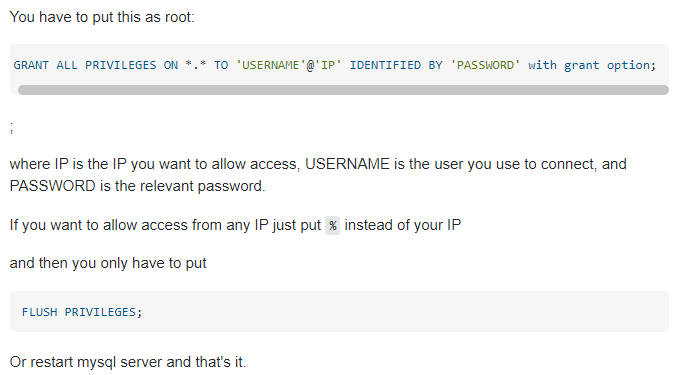 You have to put this as root:
GRANT ALL PRIVILEGES ON *.* TO 'USERNAME'@'IP' IDENTIFIED BY 'PASSWORD' with grant option;
;
where IP is the IP you want to allow access, USERNAME is the user you use to connect, and
PASSWORD is the relevant password.
If you want to allow access from any IP just put % instead of your IP
and then you only have to put
FLUSH PRIVILEGES;
Or restart mysql server and that's it.